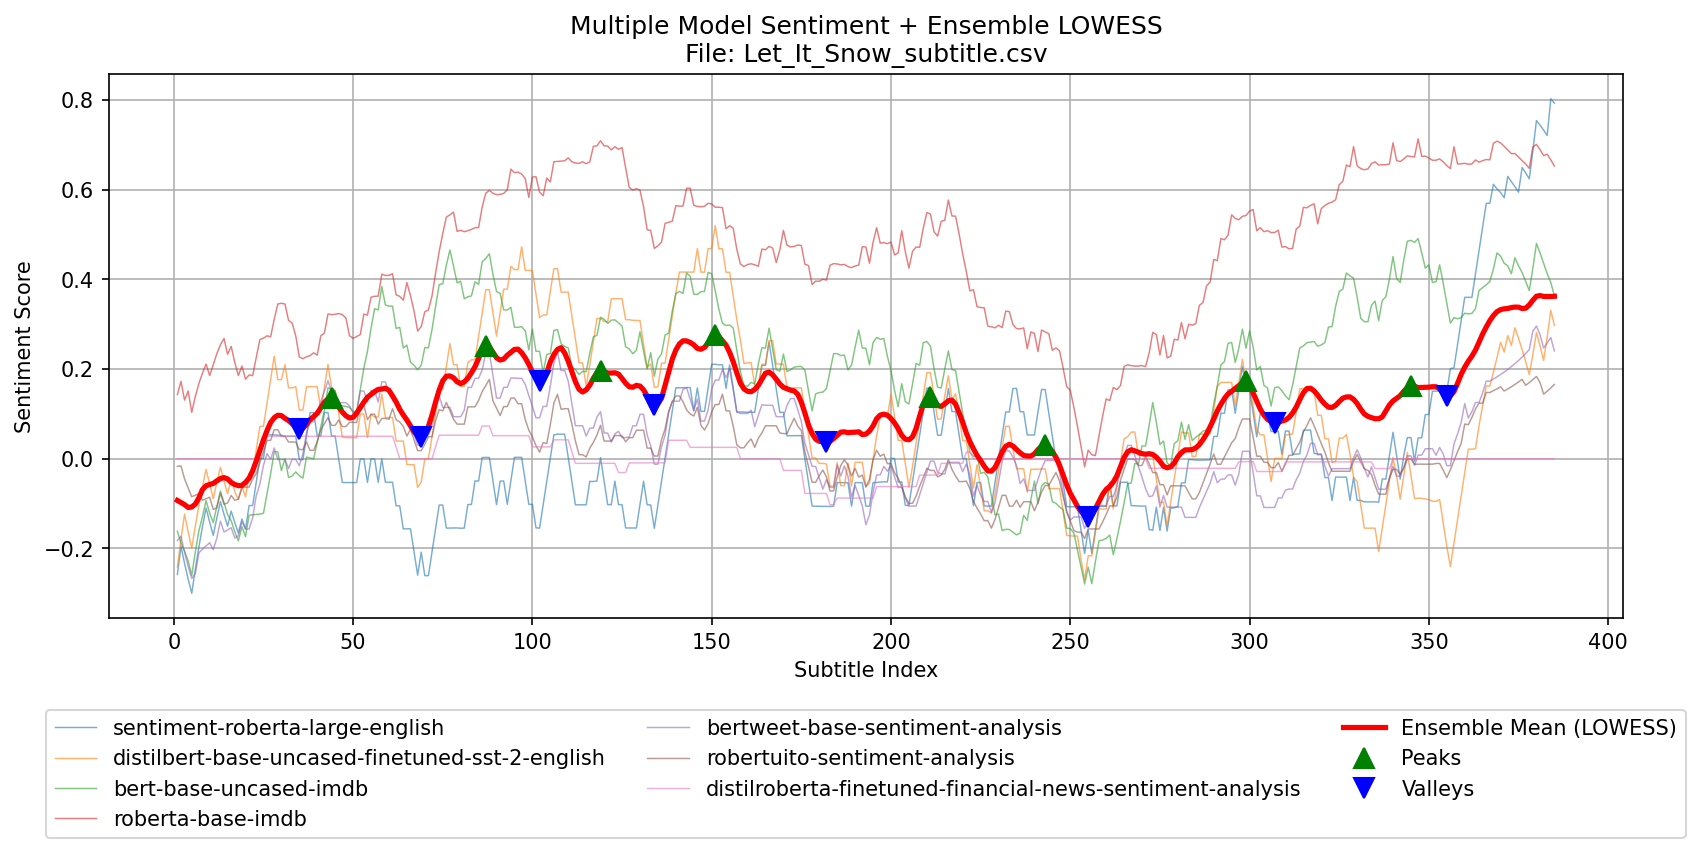 Multiple Model Sentiment + Ensemble LOWESS
File: Let_It_Snow_subtitle.csv
Sentiment Score
0.8
0.6
0.4
0.2
0.0
−0.2
0 50 100 150 200 250 300 350 400
Subtitle Index
sentiment-roberta-large-english
distilbert-base-uncased-finetuned-sst-2-english
bert-base-uncased-imdb
roberta-base-imdb
bertweet-base-sentiment-analysis
robertuito-sentiment-analysis
distilroberta-finetuned-financial-news-sentiment-analysis
Ensemble Mean (LOWESS)
Peaks
Valleys